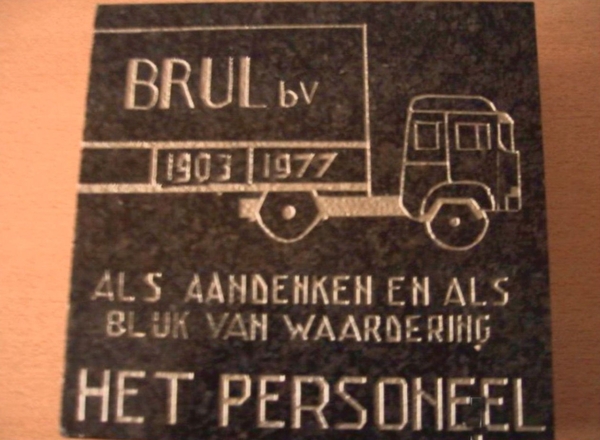 BRUL bV
1903 1977
ALS AANDENKEN EN ALS
BLIJK VAN WAARDERING
HET PERSONEEL